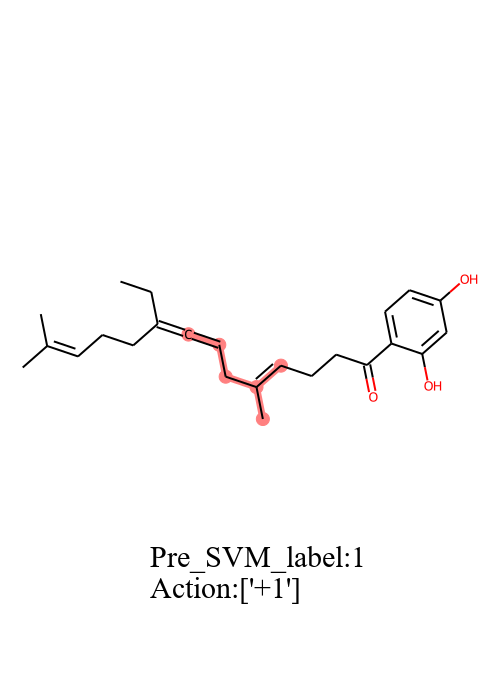 OH
C
OH
O
Pre_SVM_label:1
Action:['+1']